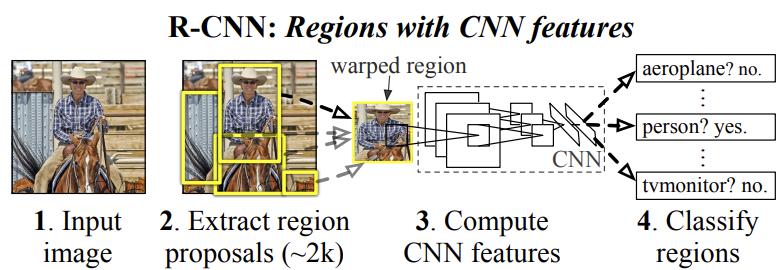 R-CNN: Regions with CNN features
warped region
aeroplane? no.
⋮
person? yes.
⋮
tvmonitor? no.
CNN
1. Input
image
2. Extract region
proposals (~2k)
3. Compute
CNN features
4. Classify
regions